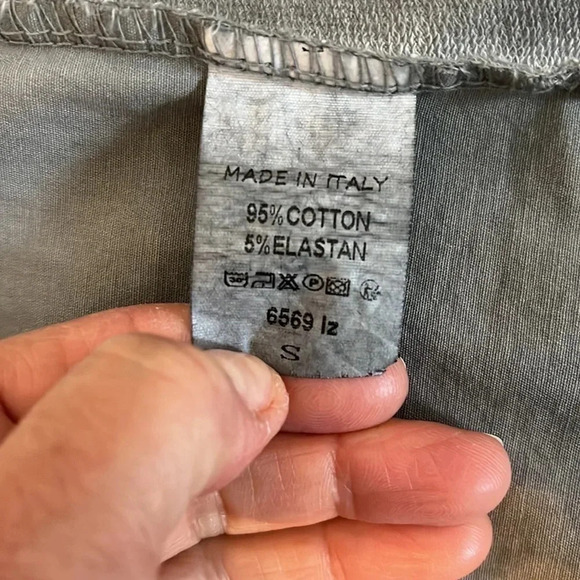 MADE IN ITALY
95% COTTON
5% ELASTAN
6569 lz
S